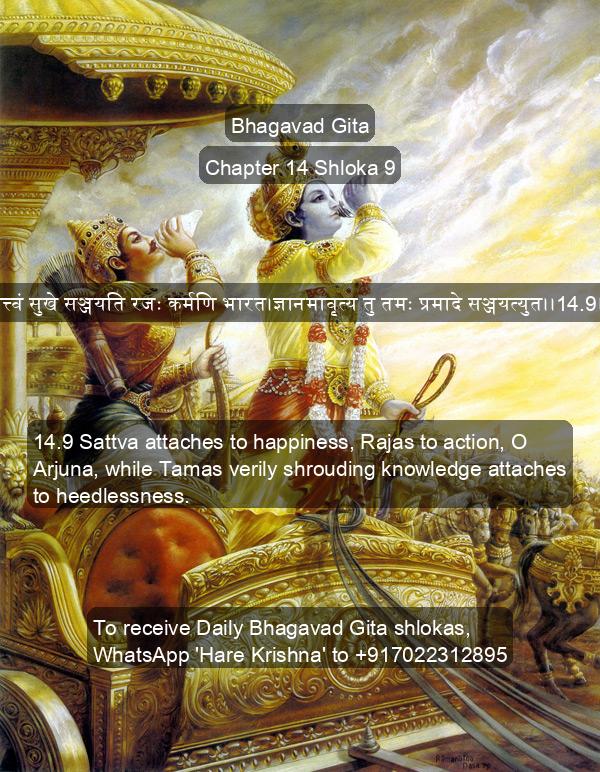 Bhagavad Gita
Chapter 14 Shloka 9
त्त्वं सुखे सञ्जयति रजः कर्मणि भारत।ज्ञानमावृत्य तु तमः प्रमादे सञ्जयत्युत।।14.9।
14.9 Sattva attaches to happiness, Rajas to action, O
Arjuna, while Tamas verily shrouding knowledge attaches
to heedlessness.
To receive Daily Bhagavad Gita shlokas,
WhatsApp 'Hare Krishna' to +917022312895